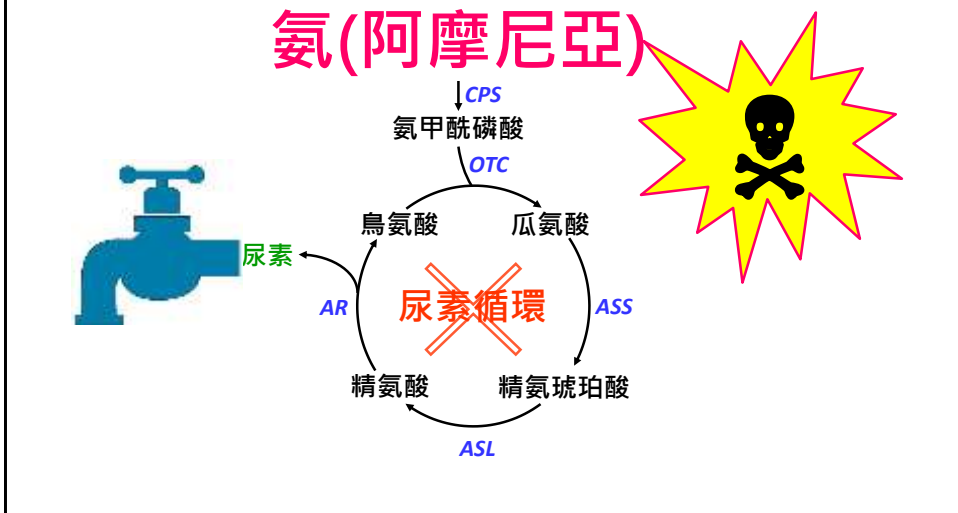 氨(阿摩尼亞)
CPS
氨甲酰磷酸
OTC
鳥氨酸
瓜氨酸
尿素
AR
尿素循環
ASS
精氨酸
精氨琥珀酸
ASL